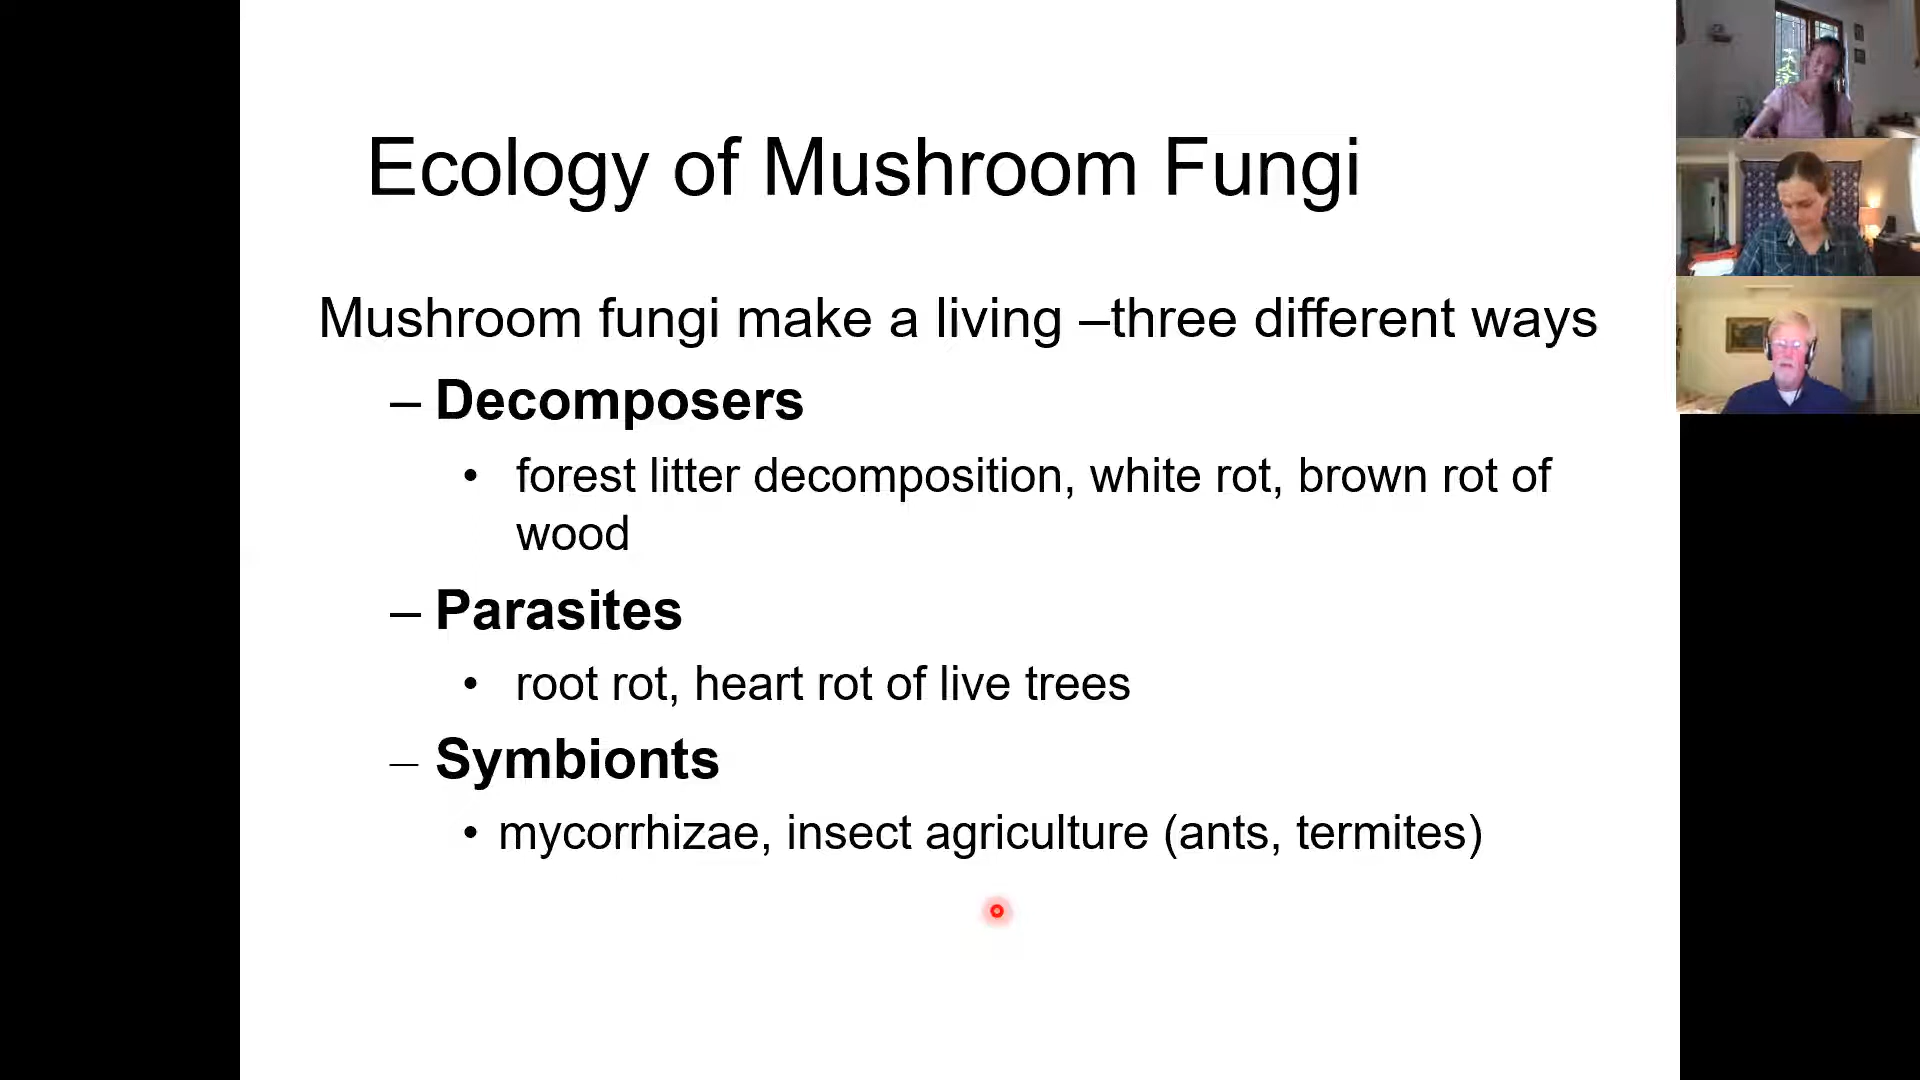 Ecology of Mushroom Fungi
Mushroom fungi make a living –three different ways
– Decomposers
• forest litter decomposition, white rot, brown rot of
wood
– Parasites
• root rot, heart rot of live trees
– Symbionts
• mycorrhizae, insect agriculture (ants, termites)